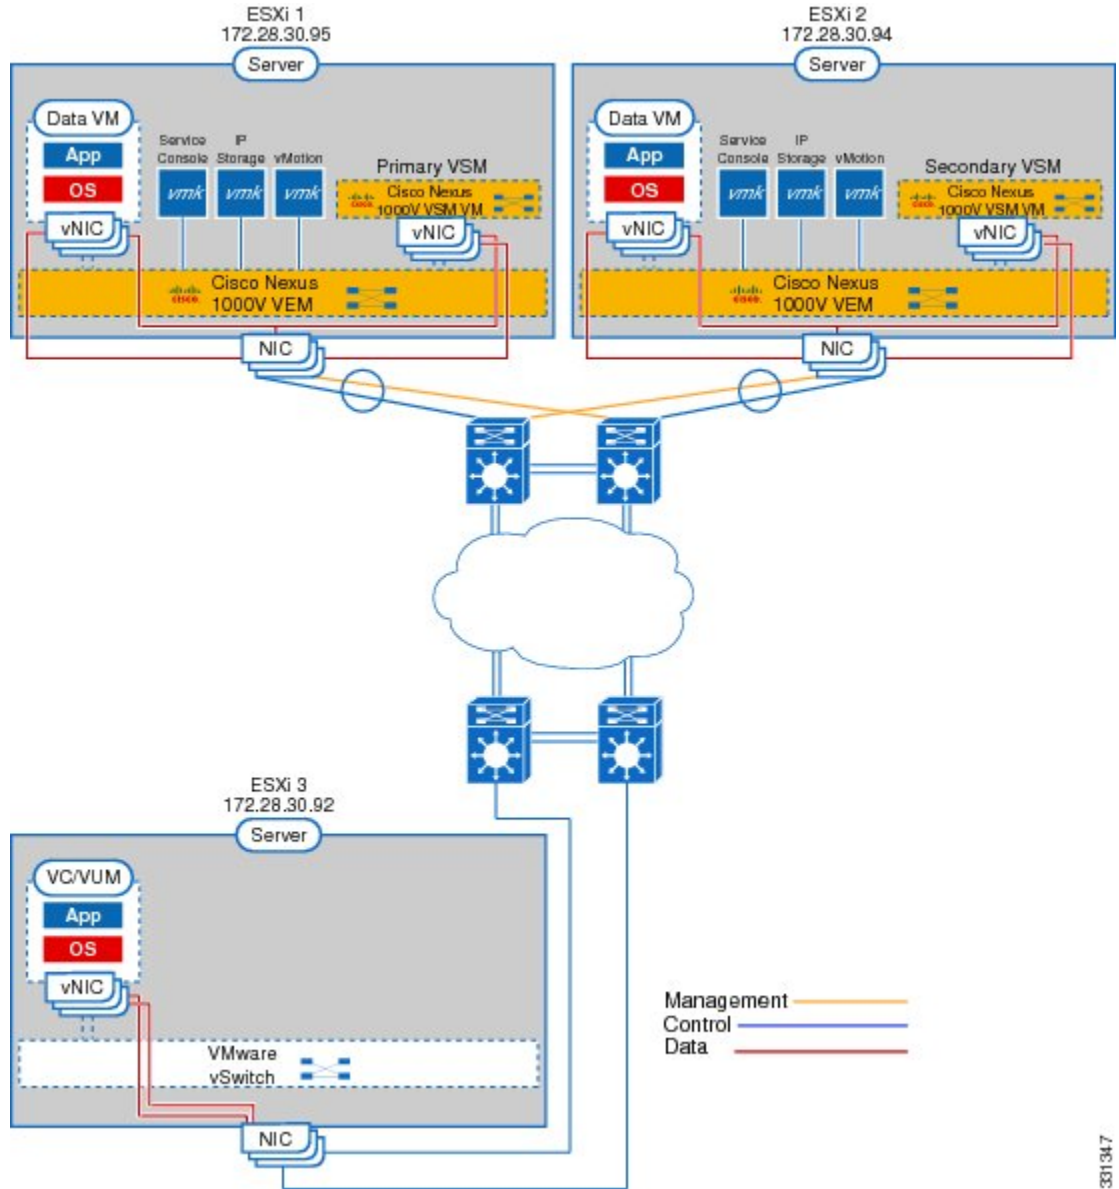 ESXi 1
172.28.30.95
Server
Data VM
App
OS
vNIC
Service
Console
IP
Storage
vMotion
vmk
vmk
vmk
Primary VSM
Cisco Nexus
1000V VSM VM
CISCO
vNIC
Cisco Nexus
1000V VEM
CISCO
NIC
ESXi 2
172.28.30.94
Server
Data VM
App
OS
vNIC
Service
Console
IP
Storage
vMotion
vmk
vmk
vmk
Secondary VSM
Cisco Nexus
1000V VSM VM
CISCO
vNIC
Cisco Nexus
1000V VEM
CISCO
NIC
ESXi 3
172.28.30.92
Server
VC/VUM
App
OS
vNIC
VMware
vSwitch
NIC
Management
Control
Data
331347